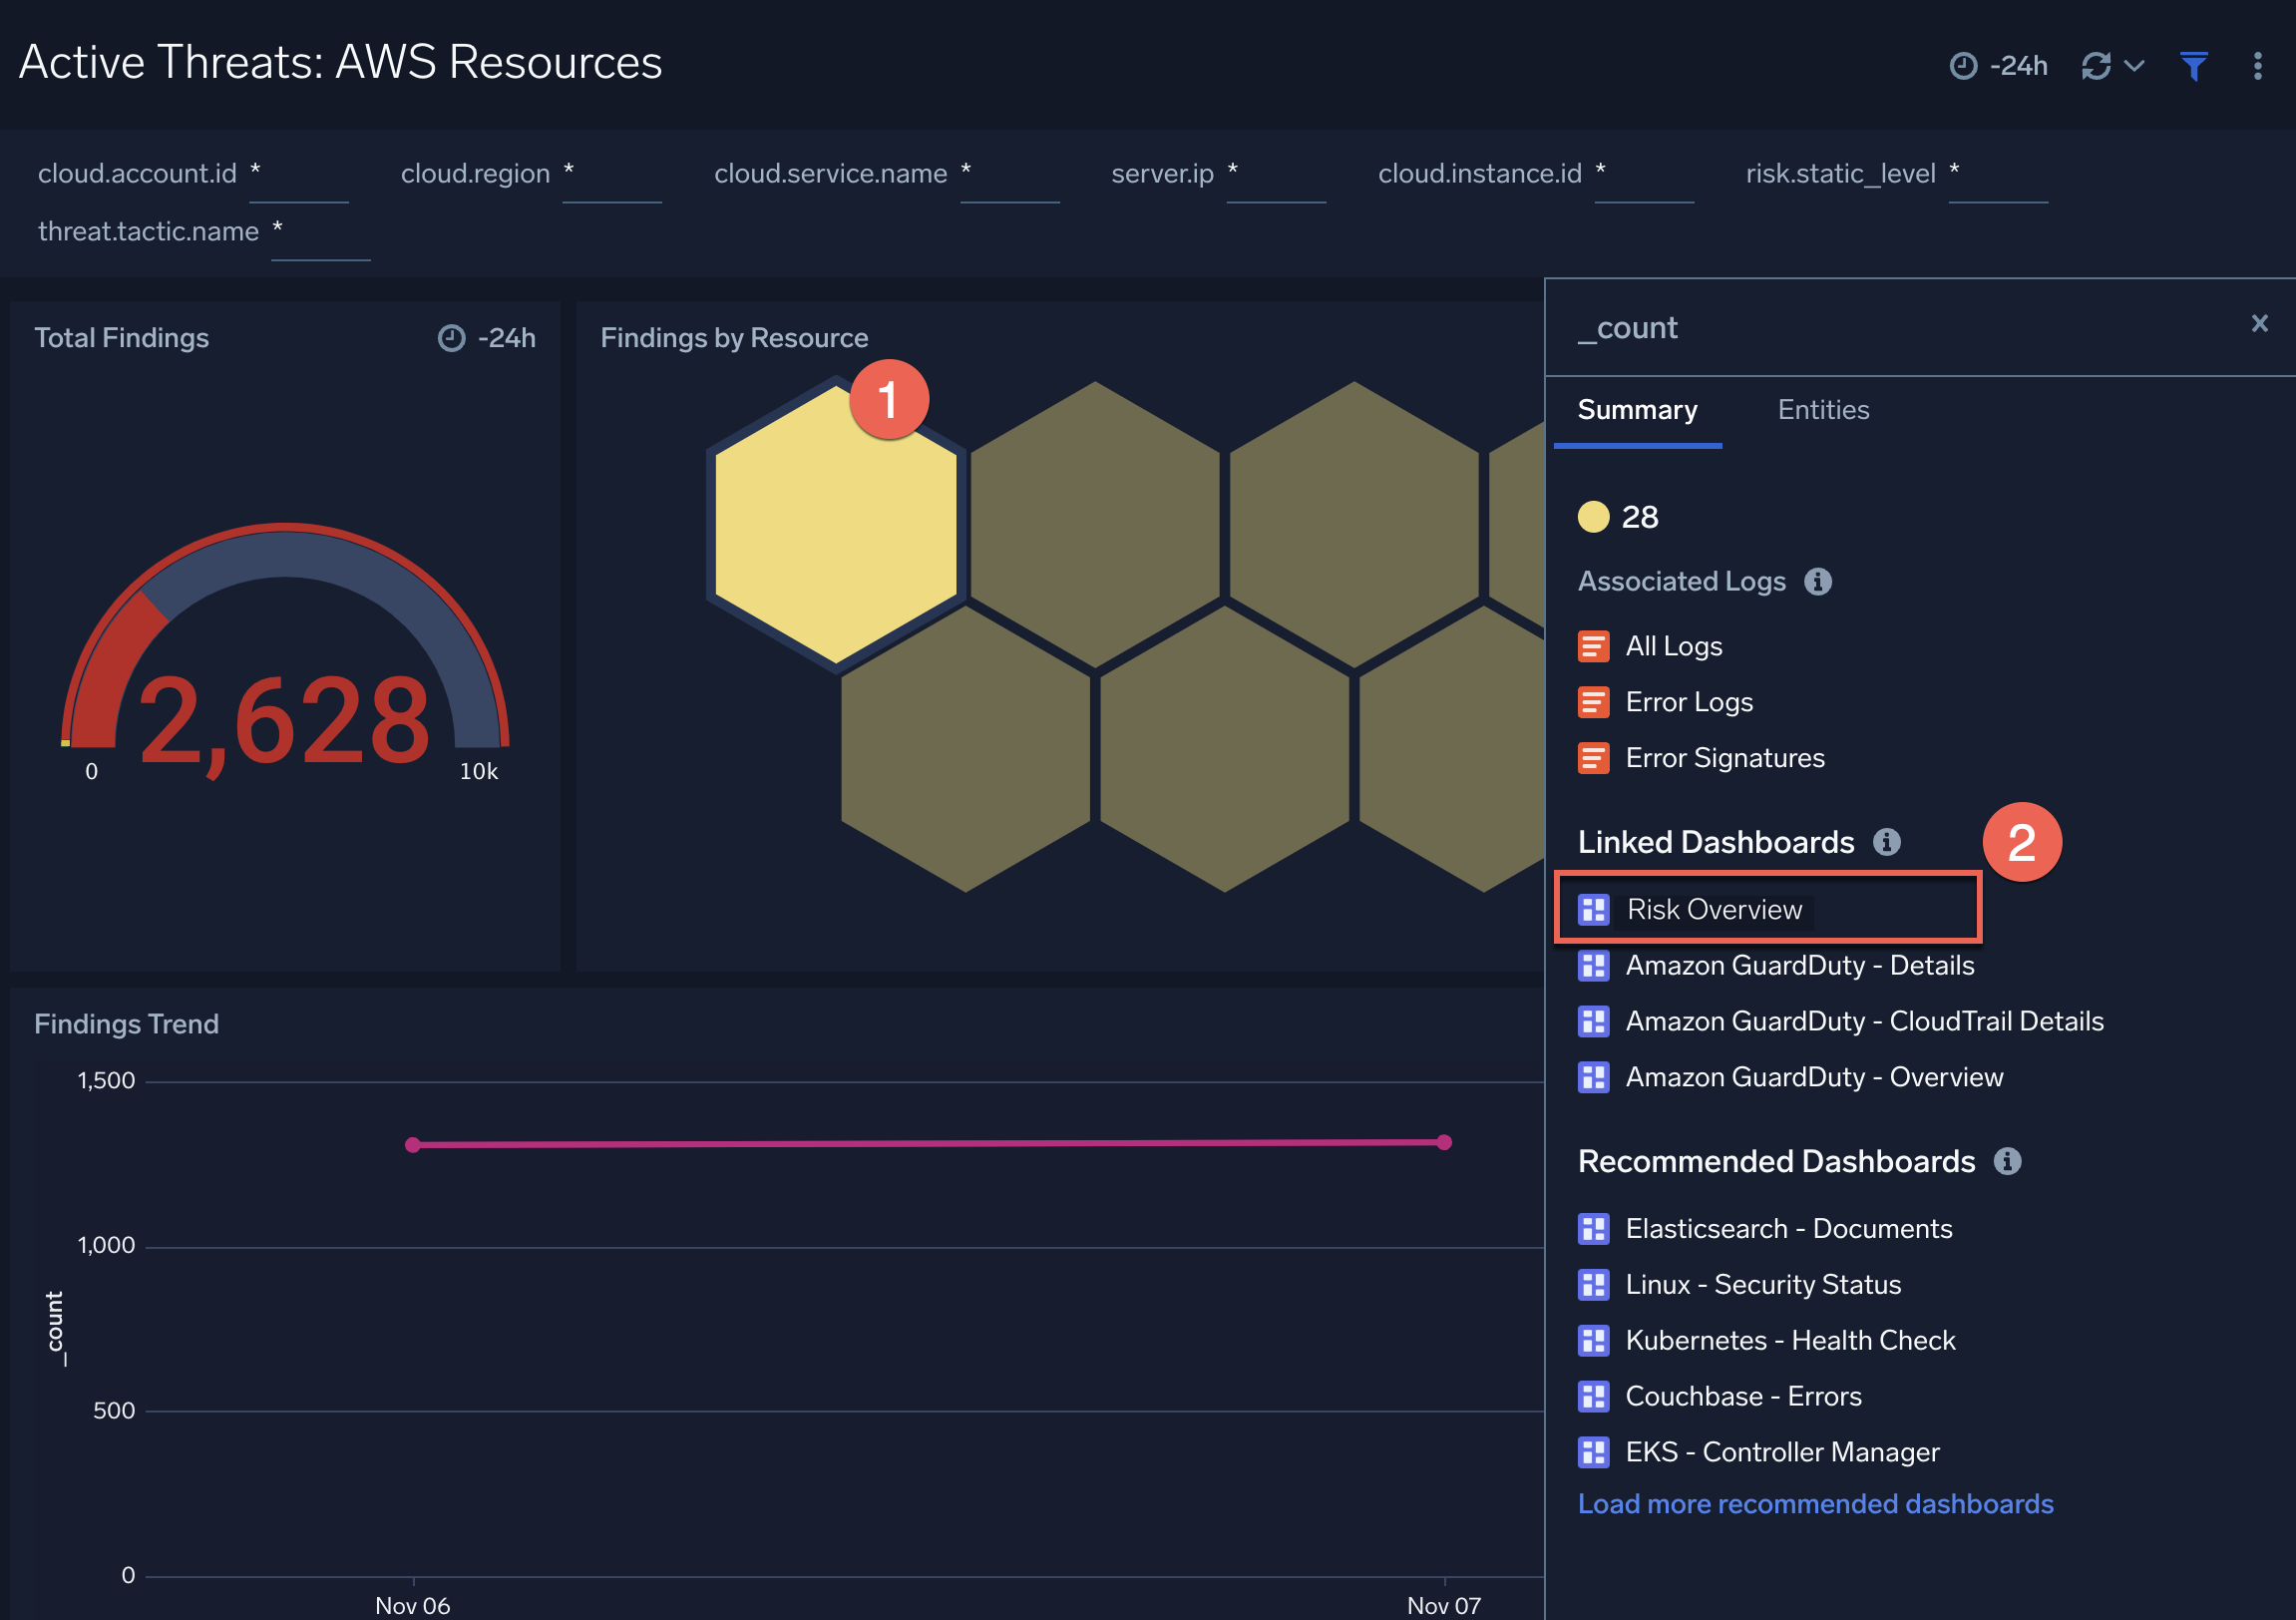 Active Threats: AWS Resources
-24h
cloud.account.id *
cloud.region *
cloud.service.name *
server.ip *
cloud.instance.id *
risk.static_level *
threat.tactic.name *
Total Findings
-24h
2,628
0
10k
Findings by Resource
1
Findings Trend
1,500
1,000
500
0
_count
Nov 06
Nov 07
_count
×
Summary
Entities
28
Associated Logs
All Logs
Error Logs
Error Signatures
Linked Dashboards
2
Risk Overview
Amazon GuardDuty - Details
Amazon GuardDuty - CloudTrail Details
Amazon GuardDuty - Overview
Recommended Dashboards
Elasticsearch - Documents
Linux - Security Status
Kubernetes - Health Check
Couchbase - Errors
EKS - Controller Manager
Load more recommended dashboards